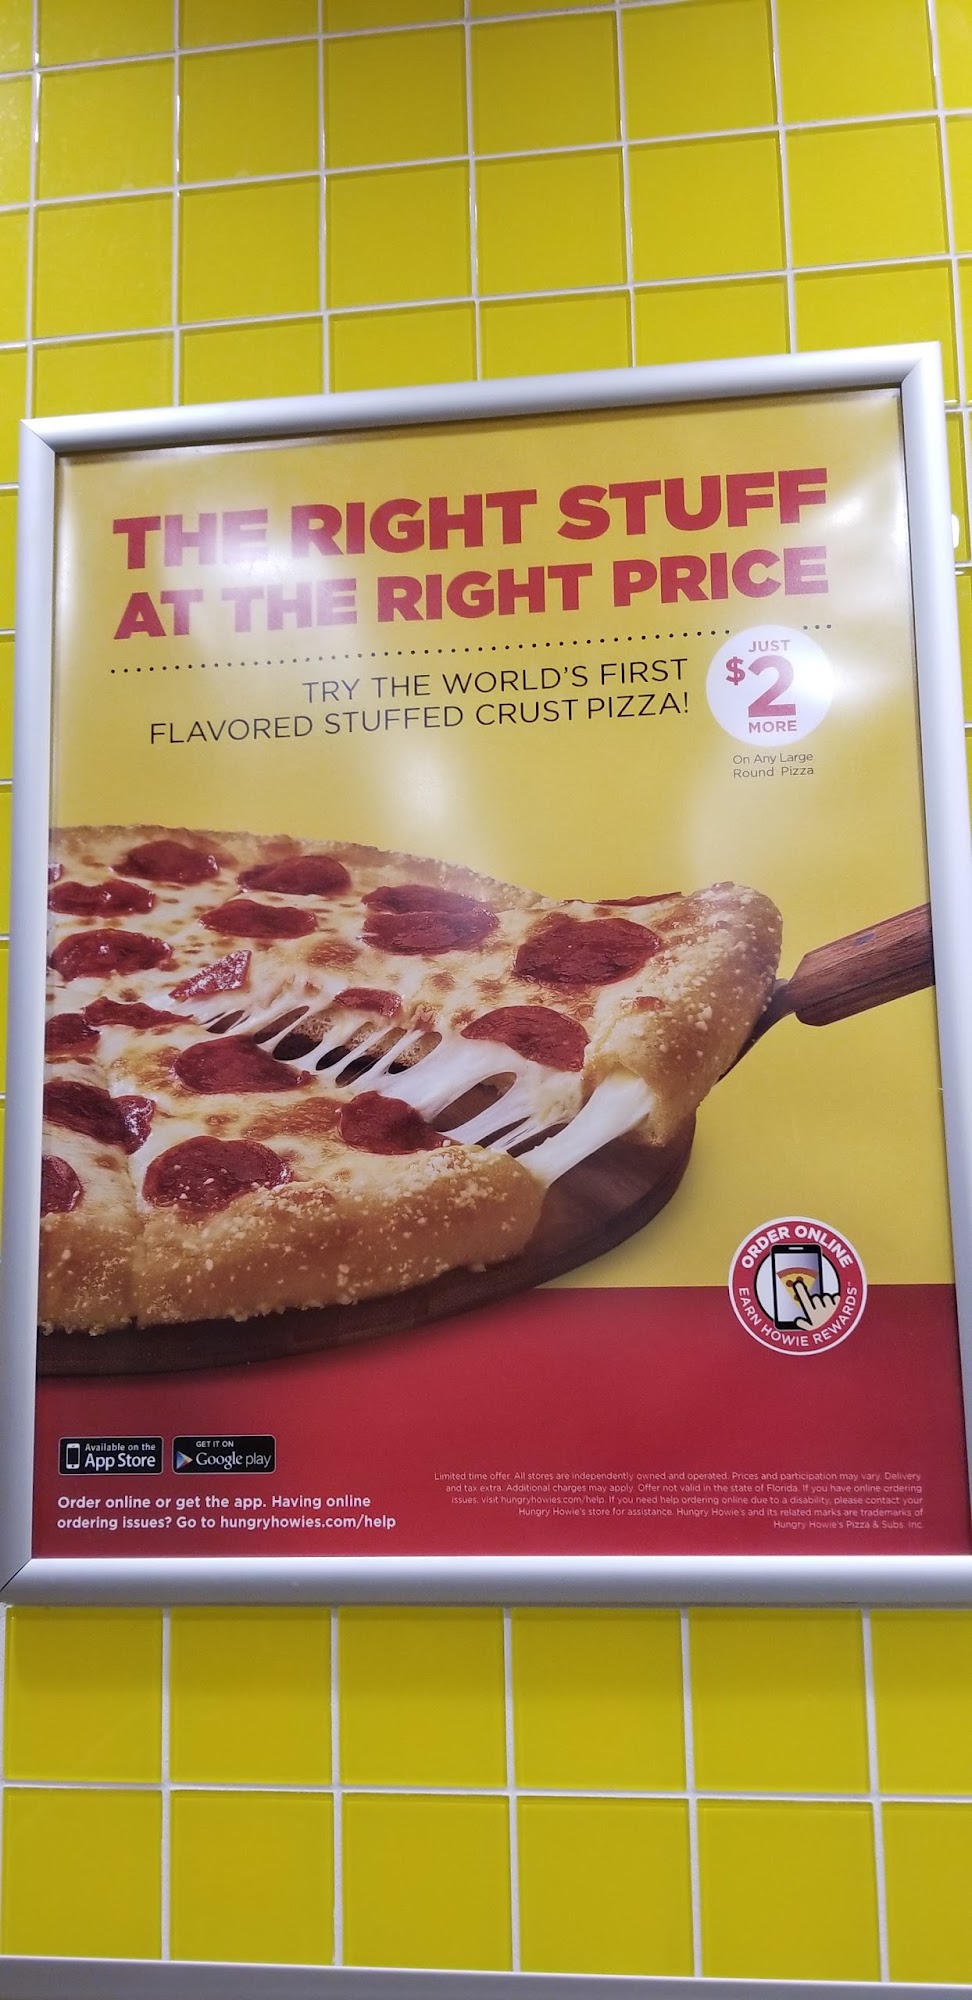 THE RIGHT STUFF
AT THE RIGHT PRICE
TRY THE WORLD'S FIRST
FLAVORED STUFFED CRUST PIZZA!
JUST
$2
MORE
On Any Large
Round Pizza
ORDER ONLINE
EARN HOWIE REWARDS
Available on the
App Store
GET IT ON
Google play
Order online or get the app. Having online
ordering issues? Go to hungryhowies.com/help
Limited time offer. All stores are independently owned and operated. Prices and participation may vary. Delivery
and tax extra. Additional charges may apply. Offer not valid in the state of Florida. If you have online ordering
issues, visit hungryhowies.com/help. If you need help ordering online due to a disability, please contact your
Hungry Howie's store for assistance. Hungry Howie's and its related marks are trademarks of
Hungry Howie's Pizza & Subs, Inc.